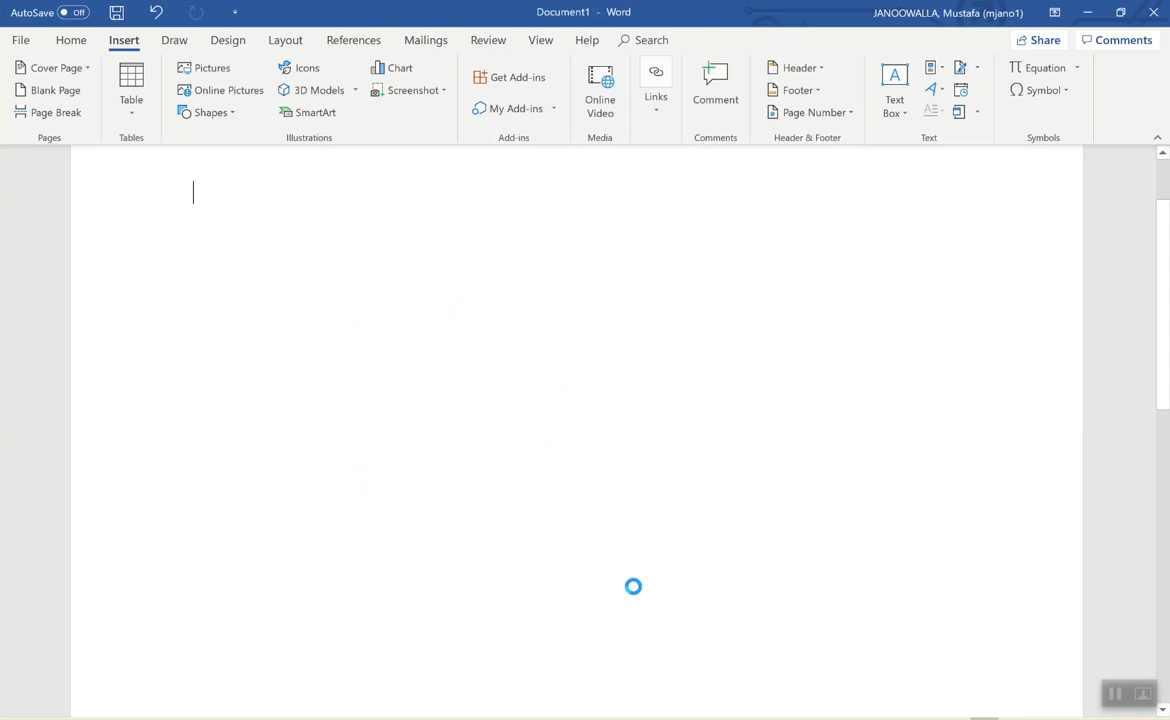 AutoSave Off
Document1 - Word
JANOOWALLA, Mustafa (mjano1)
File Home Insert Draw Design Layout References Mailings Review View Help Search
Share Comments
Cover Page
Blank Page
Page Break
Pages
Table
Tables
Pictures
Online Pictures
Shapes
Icons
3D Models
SmartArt
Chart
Screenshot
Illustrations
Get Add-ins
My Add-ins
Add-ins
Online
Video
Media
Links
Comment
Comments
Header
Footer
Page Number
Header & Footer
A
Text
Box
A
Text
π Equation
Ω Symbol
Symbols